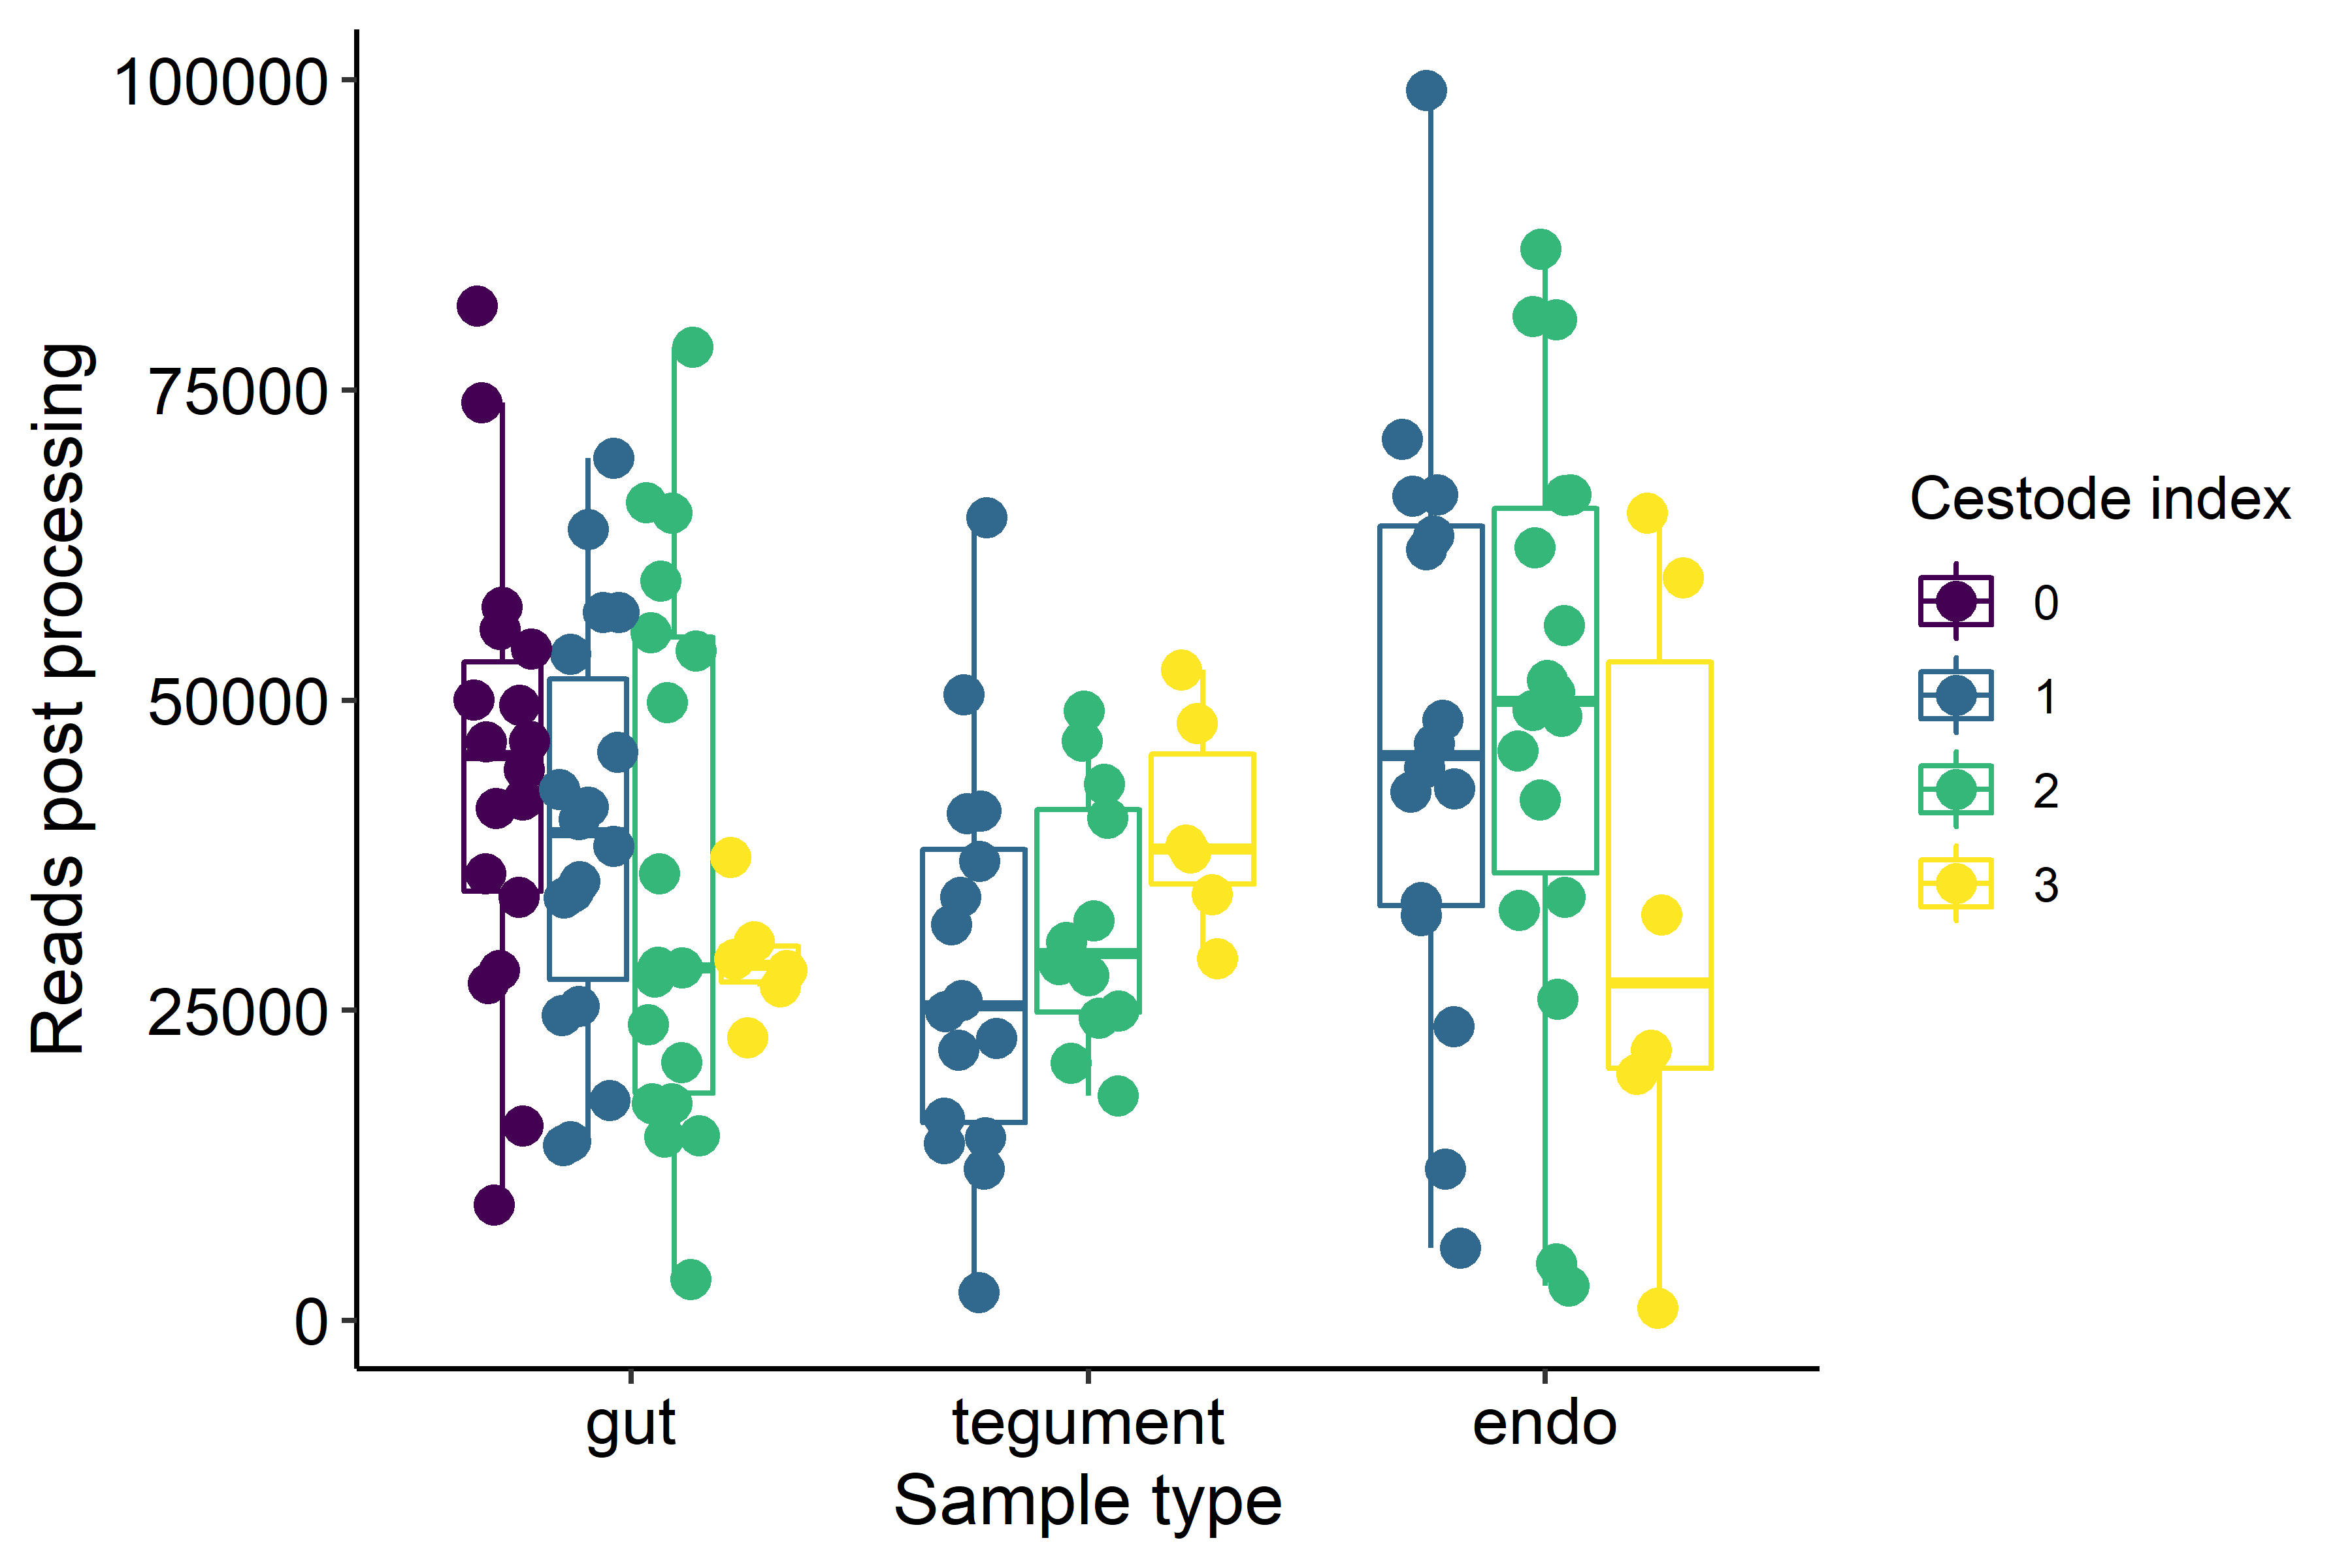 100000
75000
50000
25000
0
Reads post processing
gut
tegument
endo
Sample type
Cestode index
0
1
2
3